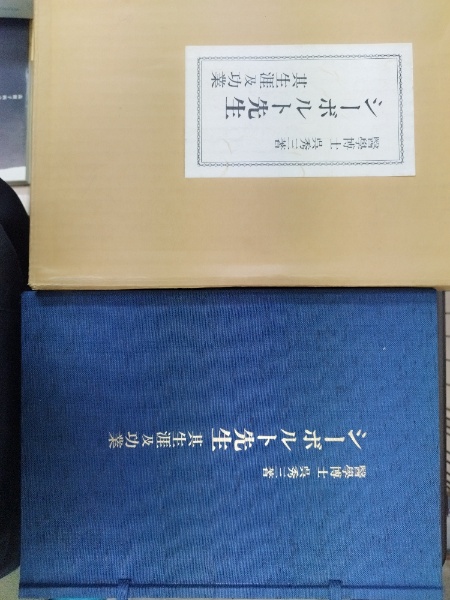 醫學博士 呉秀三著
シーボルト先生
其生涯及功業
醫學博士 呉秀三著
シーボルト先生
其生涯及功業